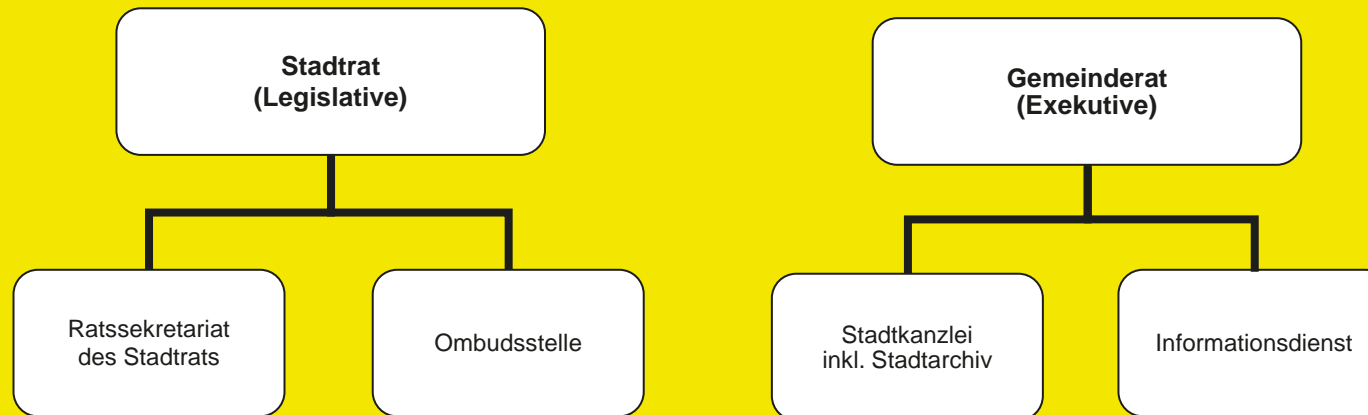 Stadtrat
(Legislative)
Gemeinderat
(Exekutive)
Ratssekretariat
des Stadtrats
Ombudsstelle
Stadtkanzlei
inkl. Stadtarchiv
Informationsdienst